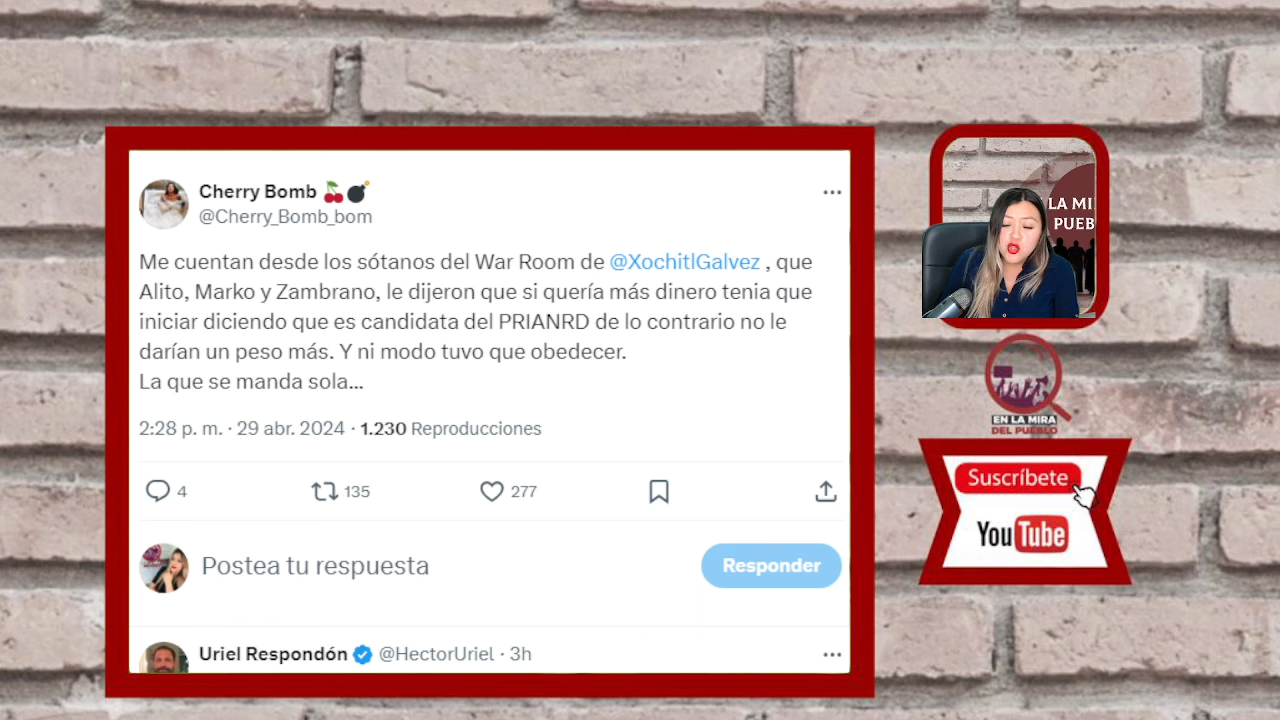 Cherry Bomb 🍒💣
@Cherry_Bomb_bom
Me cuentan desde los sótanos del War Room de @XochitlGalvez , que
Alito, Marko y Zambrano, le dijeron que si quería más dinero tenia que
iniciar diciendo que es candidata del PRIANRD de lo contrario no le
darían un peso más. Y ni modo tuvo que obedecer.
La que se manda sola...
2:28 p. m. · 29 abr. 2024 · 1.230 Reproducciones
4
135
277
Postea tu respuesta
Responder
Uriel Respondón @HectorUriel · 3h
LA MI
PUEB
EN LA MIRA
DEL PUEBLO
Suscríbete
YouTube